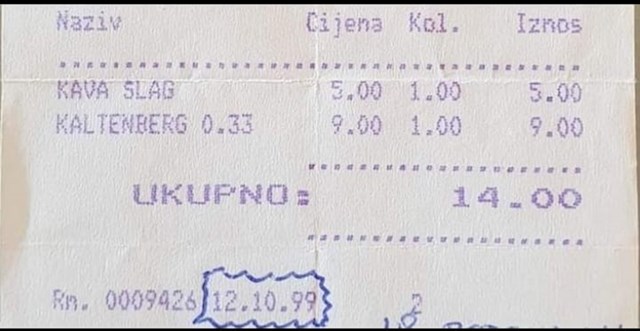 Naziv Cijena Kol. Iznos
KAVA SLAG 5.00 1.00 5.00
KALTENBERG 0.33 9.00 1.00 9.00
UKUPNO: 14.00
Rn. 0009426 12.10.99